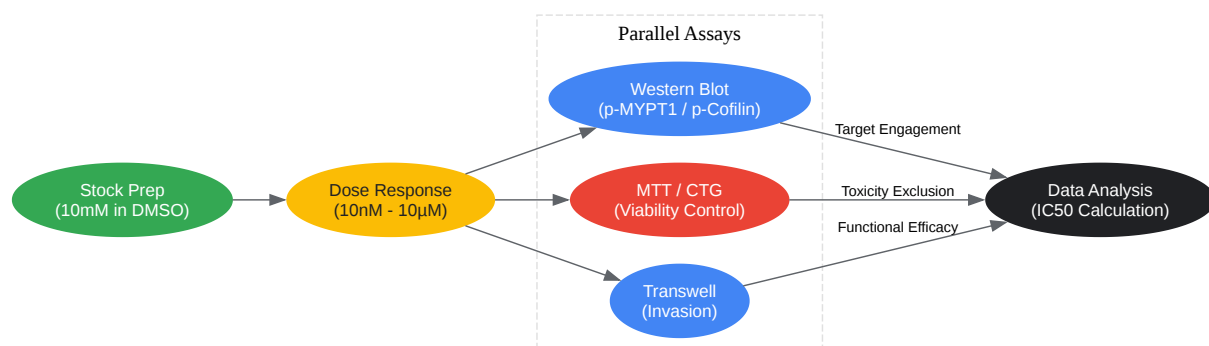 Parallel Assays
Stock Prep
(10mM in DMSO)
Dose Response
(10nM - 10µM)
Western Blot
(p-MYPT1 / p-Cofilin)
MTT / CTG
(Viability Control)
Transwell
(Invasion)
Target Engagement
Toxicity Exclusion
Functional Efficacy
Data Analysis
(IC50 Calculation)